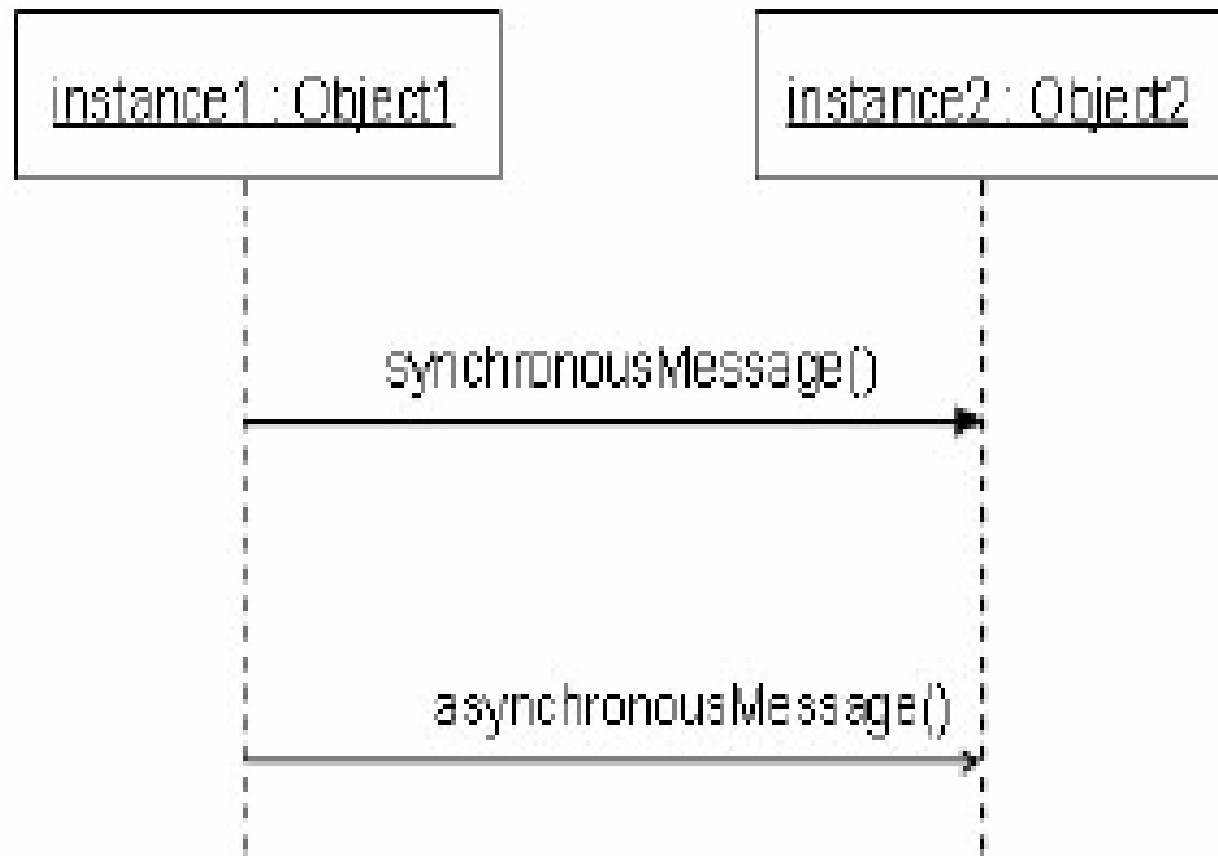 instance1 : Object1
instance2 : Object2
synchronousMessage()
asynchronousMessage()